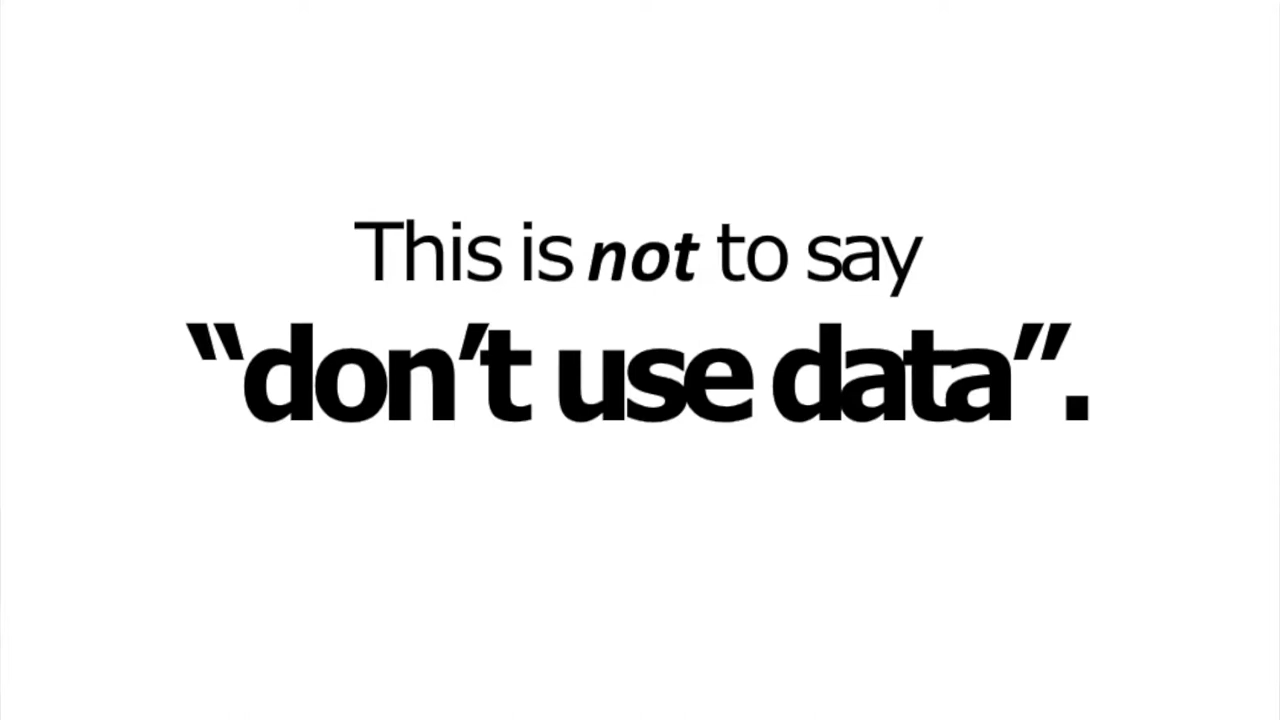 This is not to say
“don’t use data”.